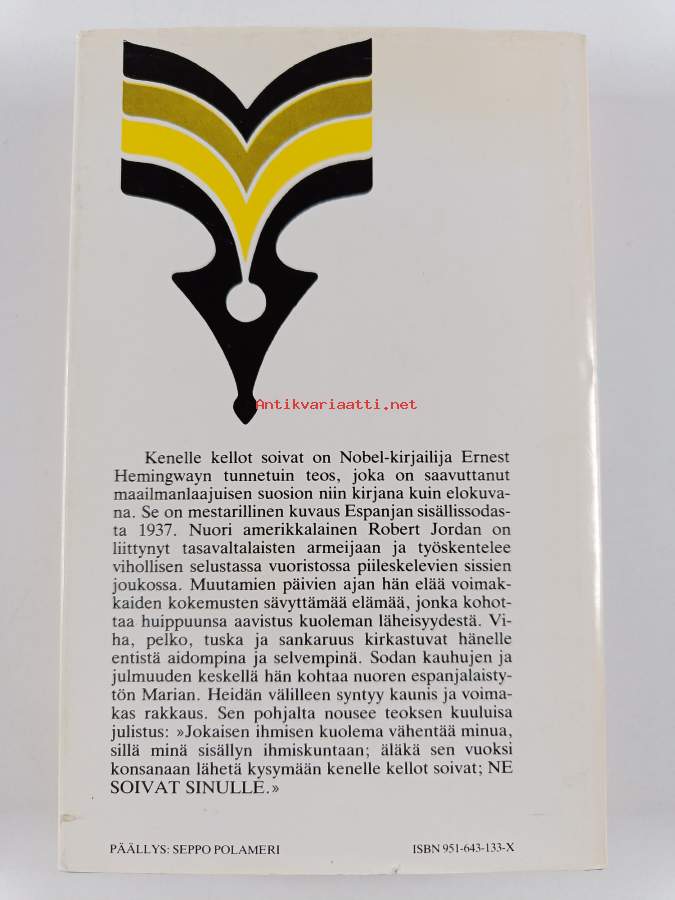 Antikvariaatti.net
Kenelle kellot soivat on Nobel-kirjailija Ernest
Hemingwayn tunnetuin teos, joka on saavuttanut
maailmanlaajuisen suosion niin kirjana kuin elokuva-
na. Se on mestarillinen kuvaus Espanjan sisällissodas-
ta 1937. Nuori amerikkalainen Robert Jordan on
liittynyt tasavaltalaisten armeijaan ja työskentelee
vihollisen selustassa vuoristossa piileskelevien sissien
joukossa. Muutamien päivien ajan hän elää voimak-
kaiden kokemusten sävyttämää elämää, jonka kohot-
taa huippuunsa aavistus kuoleman läheisyydestä. Vi-
ha, pelko, tuska ja sankaruus kirkastuvat hänelle
entistä aidompina ja selvempinä. Sodan kauhujen ja
julmuuden keskellä hän kohtaa nuoren espanjalaisty-
tön Marian. Heidän välilleen syntyy kaunis ja voima-
kas rakkaus. Sen pohjalta nousee teoksen kuuluisa
julistus: »Jokaisen ihmisen kuolema vähentää minua,
sillä minä sisällyn ihmiskuntaan; äläkä sen vuoksi
konsanaan lähetä kysymään kenelle kellot soivat; NE
SOIVAT SINULLE.»
PÄÄLLYS: SEPPO POLAMERI
ISBN 951-643-133-X